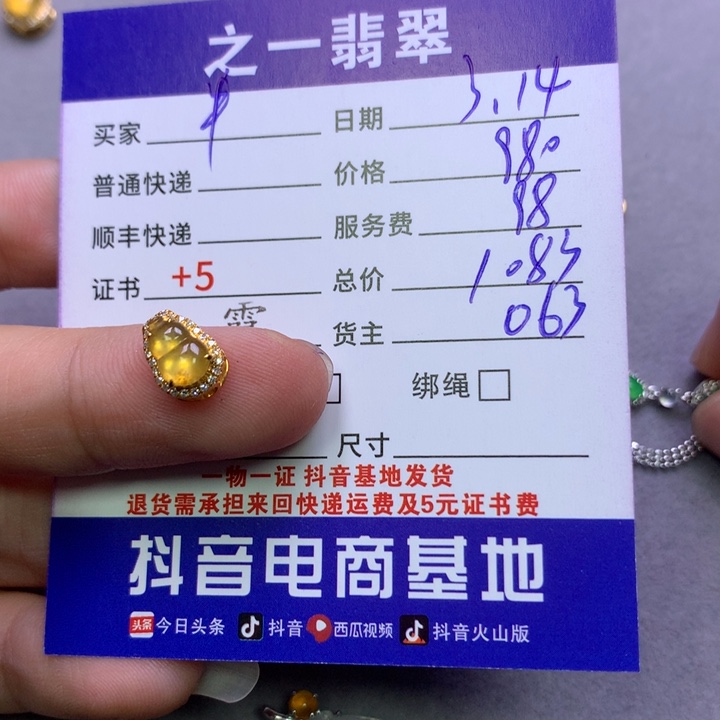 之一翡翠
买家 中 日期 3.14
普通快递 价格 980
顺丰快递 服务费 98
证书 +5 总价 1083
霞 货主 063
绑绳
尺寸
一物一证 抖音基地发货
退货需承担来回快递运费及5元证书费
抖音电商基地
头条 今日头条 抖音 西瓜视频 抖音火山版